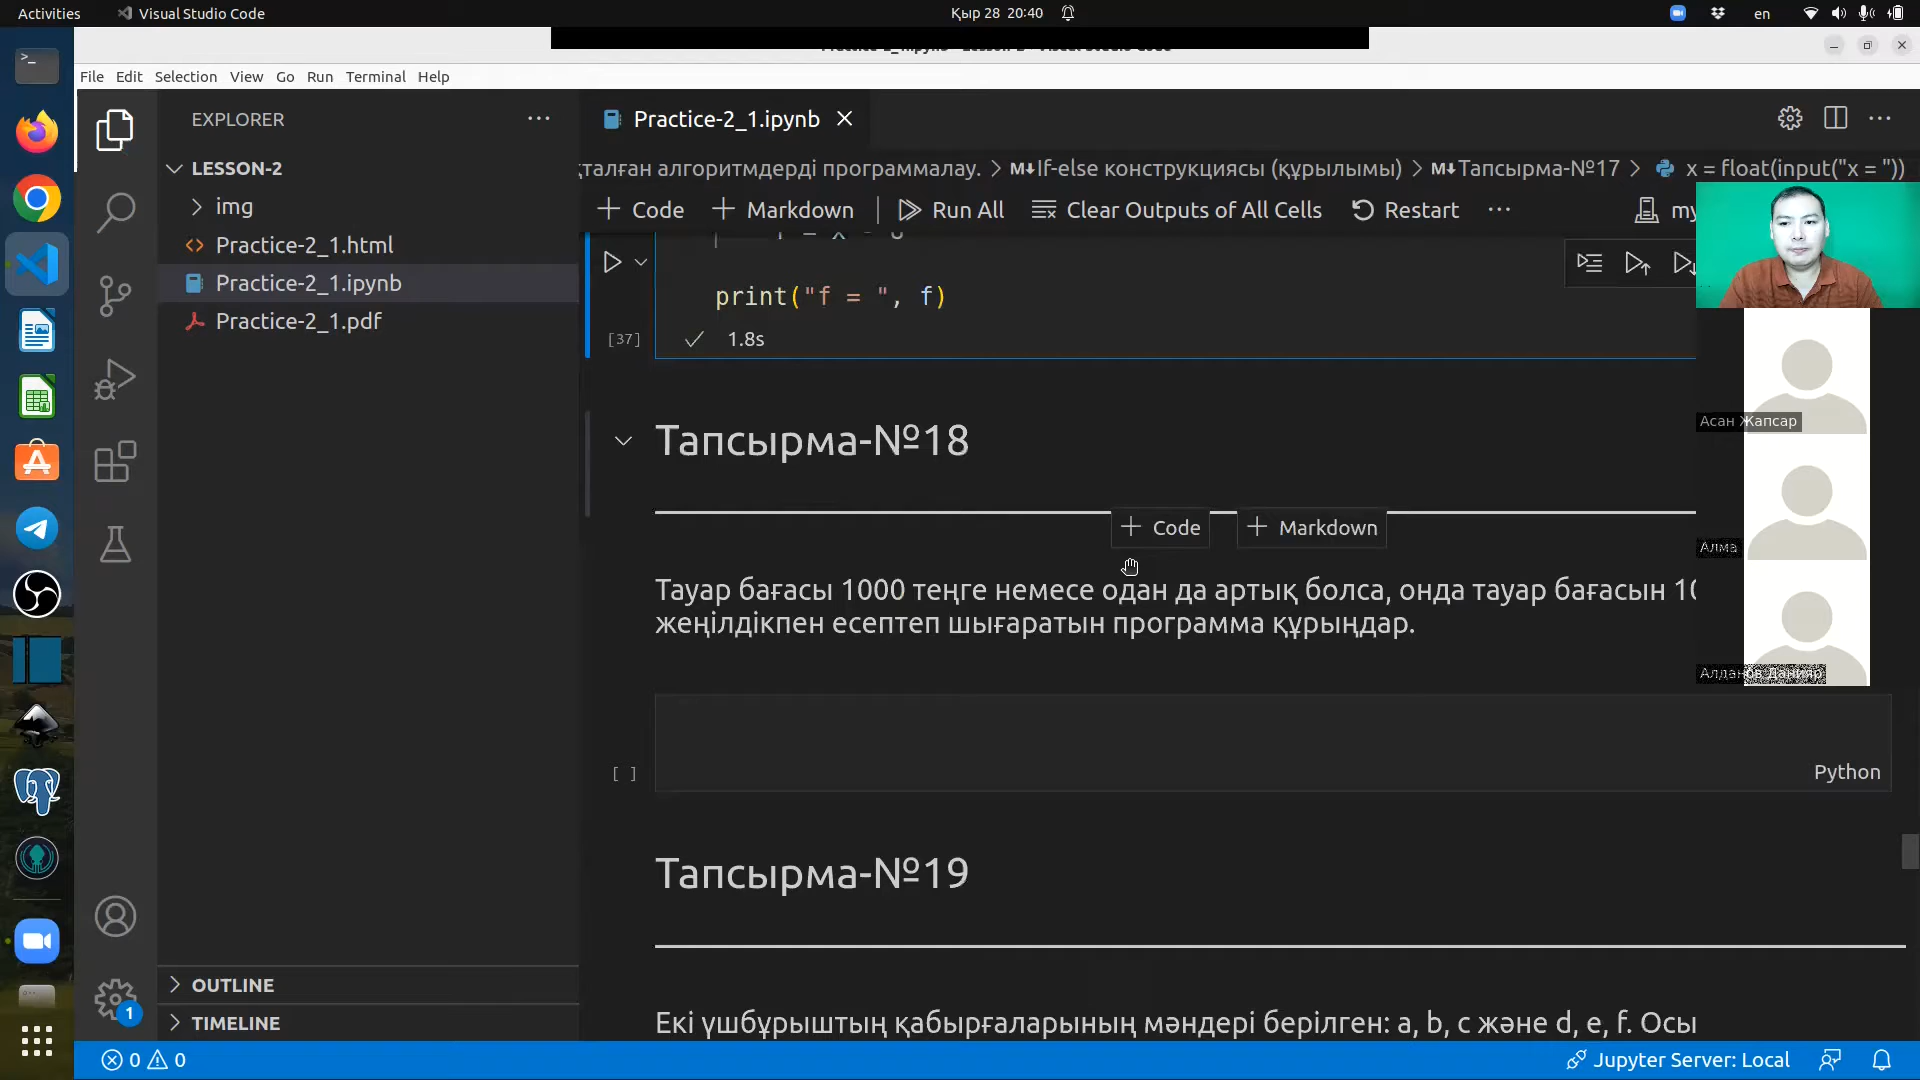 Activities
Visual Studio Code
Қыр 28 20:40
en
File Edit Selection View Go Run Terminal Help
EXPLORER
LESSON-2
img
Practice-2_1.html
Practice-2_1.ipynb
Practice-2_1.pdf
OUTLINE
TIMELINE
Practice-2_1.ipynb
талған алгоритмдерді программалау. > If-else конструкциясы (құрылымы) > Тапсырма-№17 > x = float(input("x = "))
+ Code + Markdown Run All Clear Outputs of All Cells Restart ··· my
print("f = ", f)
[37] 1.8s
Тапсырма-№18
+ Code + Markdown
Тауар бағасы 1000 теңге немесе одан да артық болса, онда тауар бағасын 10
жеңілдікпен есептеп шығаратын программа құрыңдар.
[ ]
Python
Тапсырма-№19
Екі үшбұрыштың қабырғаларының мәндері берілген: a, b, c және d, e, f. Осы
Асан Жапсар
Алма
Алданов Данияр
1
0 0
Jupyter Server: Local